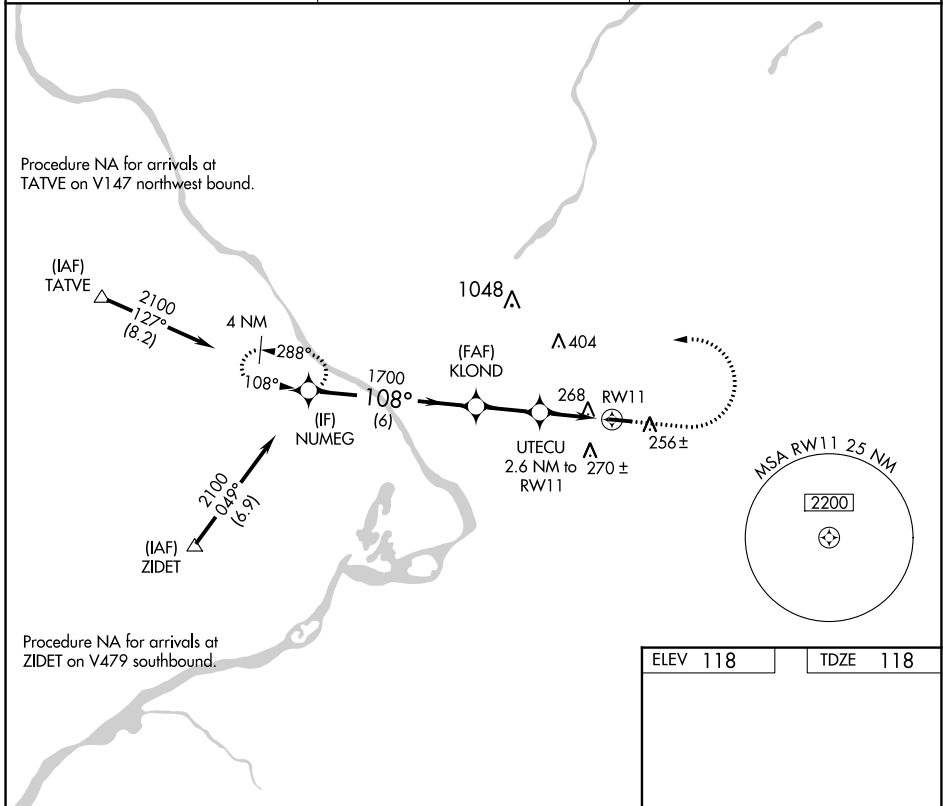 Procedure NA for arrivals at
TATVE on V147 northwest bound.
(IAF)
TATVE
2100
127°
(8.2)
4 NM
288°
108°
(IF)
NUMEG
1700
108°
(6)
(FAF)
KLOND
1048
404
268
RW11
256±
UTECU
2.6 NM to
RW11
270±
2100
049°
(6.9)
(IAF)
ZIDET
MSA RW11 25 NM
2200
Procedure NA for arrivals at
ZIDET on V479 southbound.
ELEV 118
TDZE 118